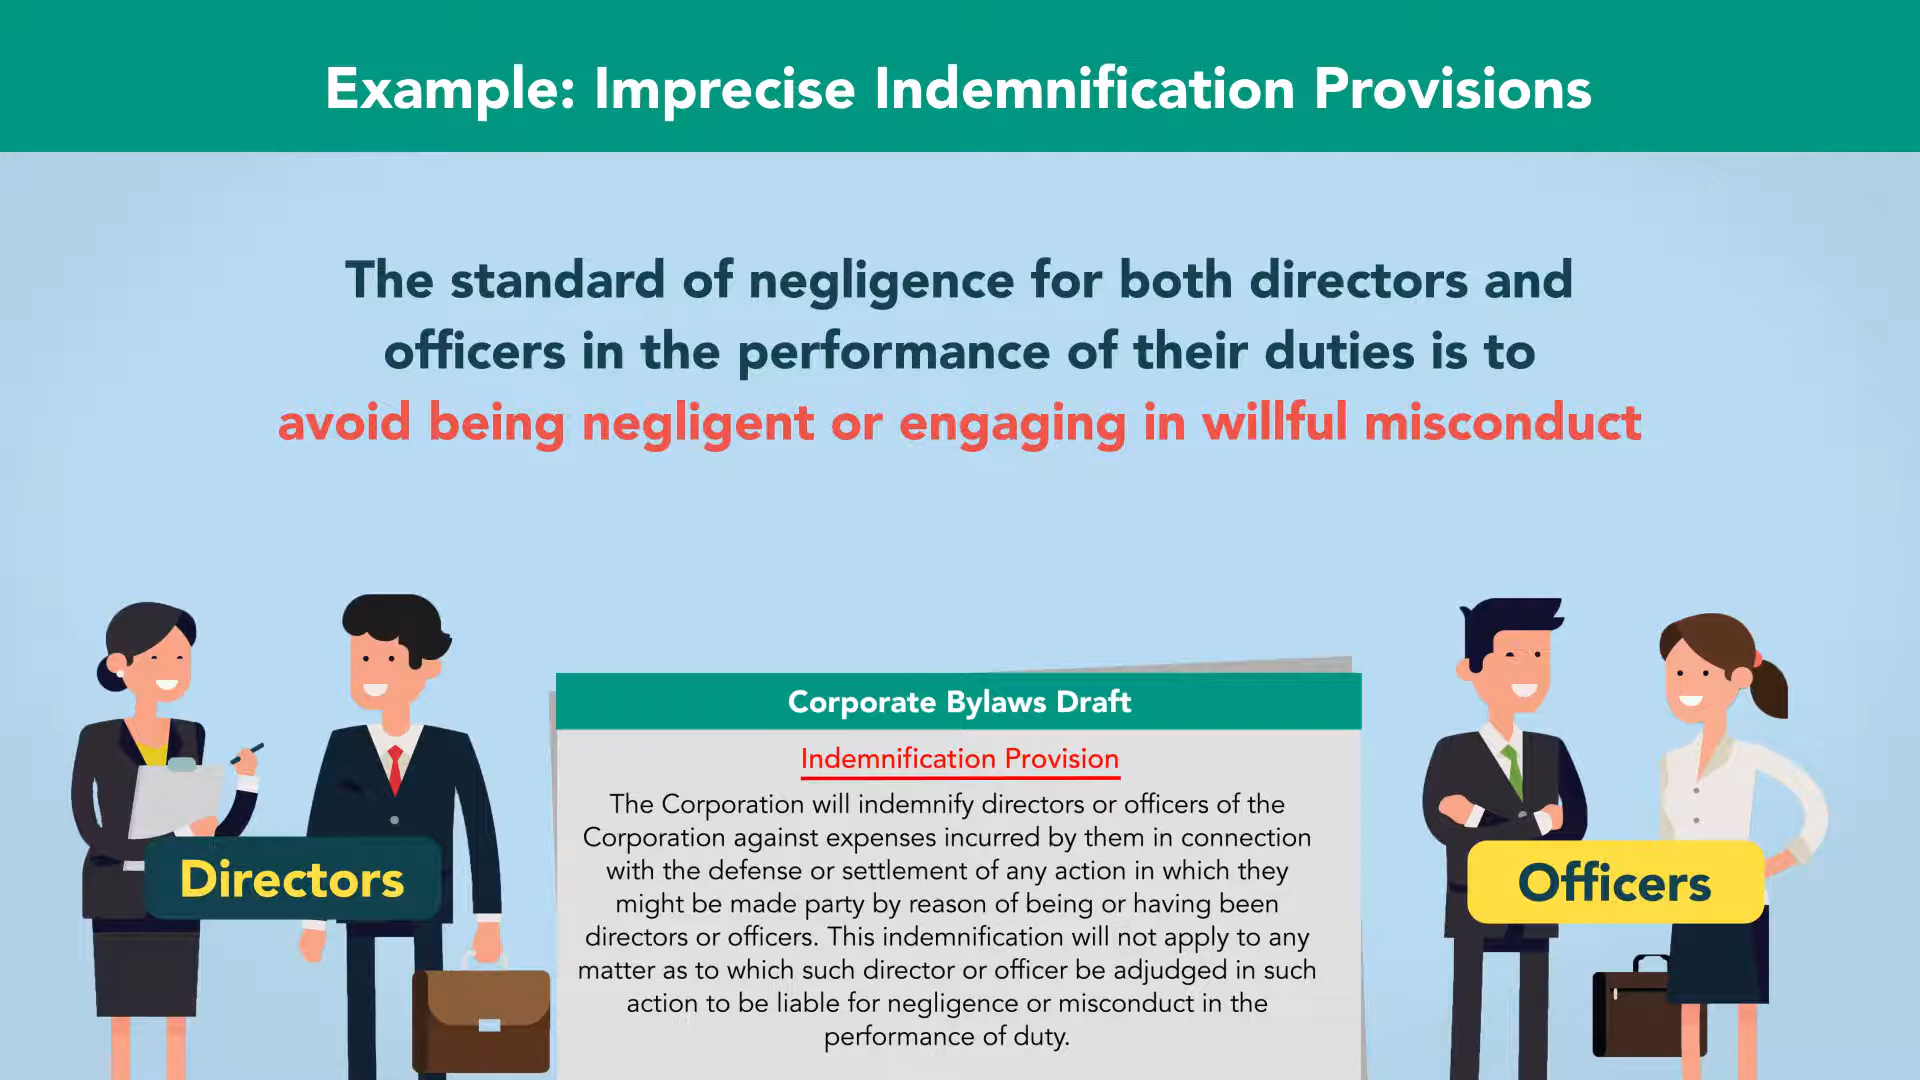 Example: Imprecise Indemnification Provisions
The standard of negligence for both directors and
officers in the performance of their duties is to
avoid being negligent or engaging in willful misconduct
Directors
Corporate Bylaws Draft
Indemnification Provision
The Corporation will indemnify directors or officers of the
Corporation against expenses incurred by them in connection
with the defense or settlement of any action in which they
might be made party by reason of being or having been
directors or officers. This indemnification will not apply to any
matter as to which such director or officer be adjudged in such
action to be liable for negligence or misconduct in the
performance of duty.
Officers